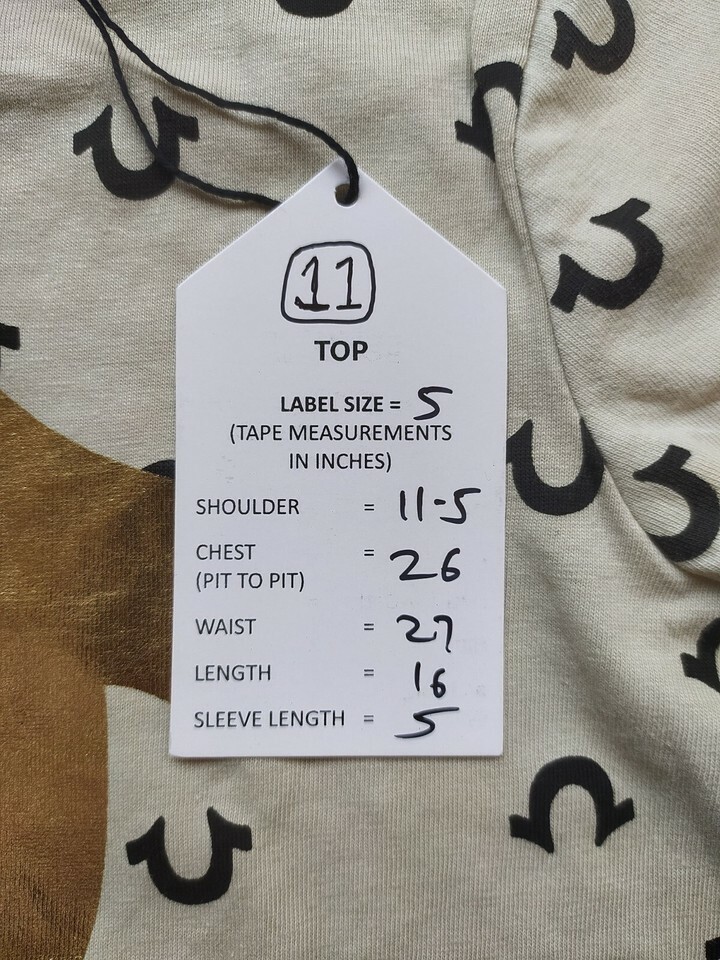 11
TOP
LABEL SIZE = 5
(TAPE MEASUREMENTS
IN INCHES)
SHOULDER = 11-5
CHEST = 26
(PIT TO PIT)
WAIST = 27
LENGTH = 16
SLEEVE LENGTH = 5